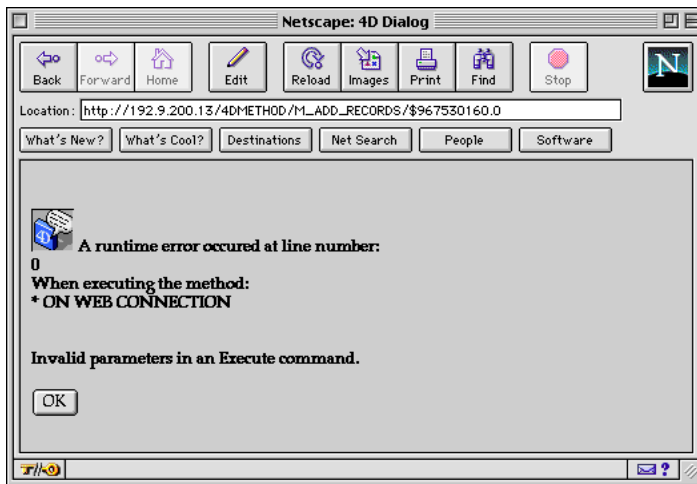 Netscape: 4D Dialog
Back Forward Home Edit Reload Images Print Find Stop N
Location: http://192.9.200.13/4DMETHOD/M_ADD_RECORDS/$967530160.0
What's New? What's Cool? Destinations Net Search People Software
4D A runtime error occured at line number:
0
When executing the method:
* ON WEB CONNECTION
Invalid parameters in an Execute command.
OK
?